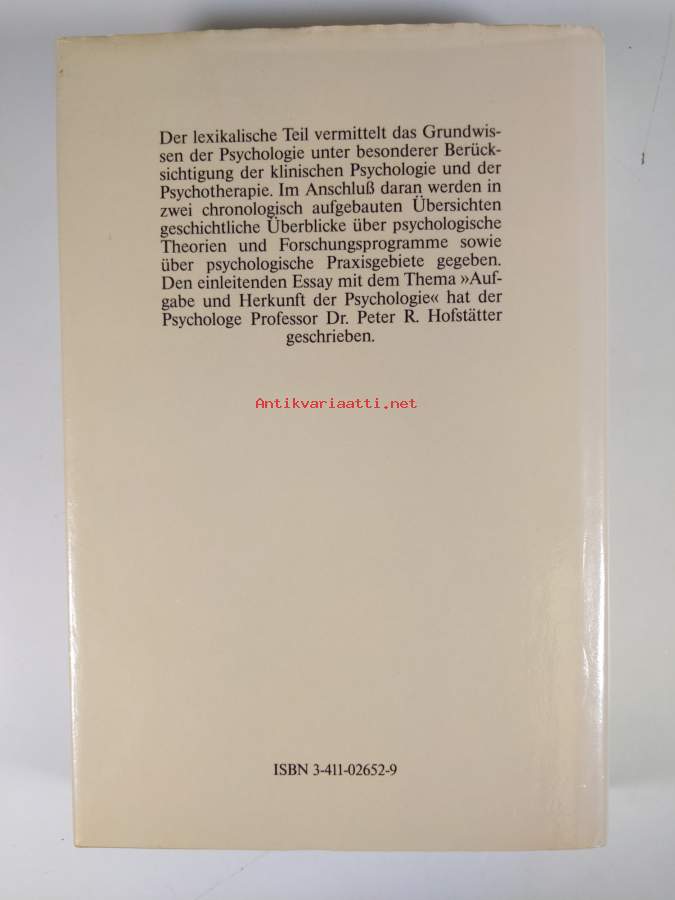 Der lexikalische Teil vermittelt das Grundwis-
sen der Psychologie unter besonderer Berück-
sichtigung der klinischen Psychologie und der
Psychotherapie. Im Anschluß daran werden in
zwei chronologisch aufgebauten Übersichten
geschichtliche Überblicke über psychologische
Theorien und Forschungsprogramme sowie
über psychologische Praxisgebiete gegeben.
Den einleitenden Essay mit dem Thema »Auf-
gabe und Herkunft der Psychologie« hat der
Psychologe Professor Dr. Peter R. Hofstätter
geschrieben.
Antikvariaatti.net
ISBN 3-411-02652-9